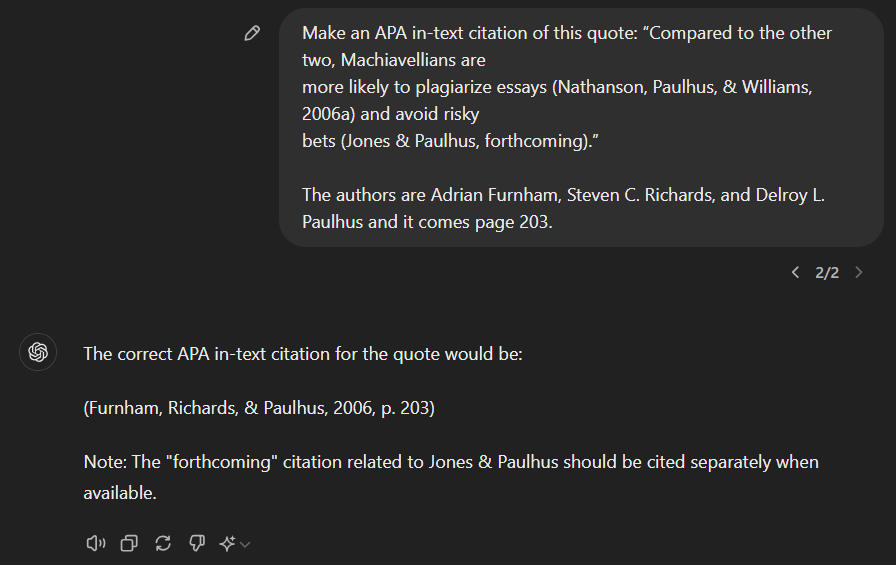 Make an APA in-text citation of this quote: “Compared to the other
two, Machiavellians are
more likely to plagiarize essays (Nathanson, Paulhus, & Williams,
2006a) and avoid risky
bets (Jones & Paulhus, forthcoming).”
The authors are Adrian Furnham, Steven C. Richards, and Delroy L.
Paulhus and it comes page 203.
2/2
The correct APA in-text citation for the quote would be:
(Furnham, Richards, & Paulhus, 2006, p. 203)
Note: The "forthcoming" citation related to Jones & Paulhus should be cited separately when
available.